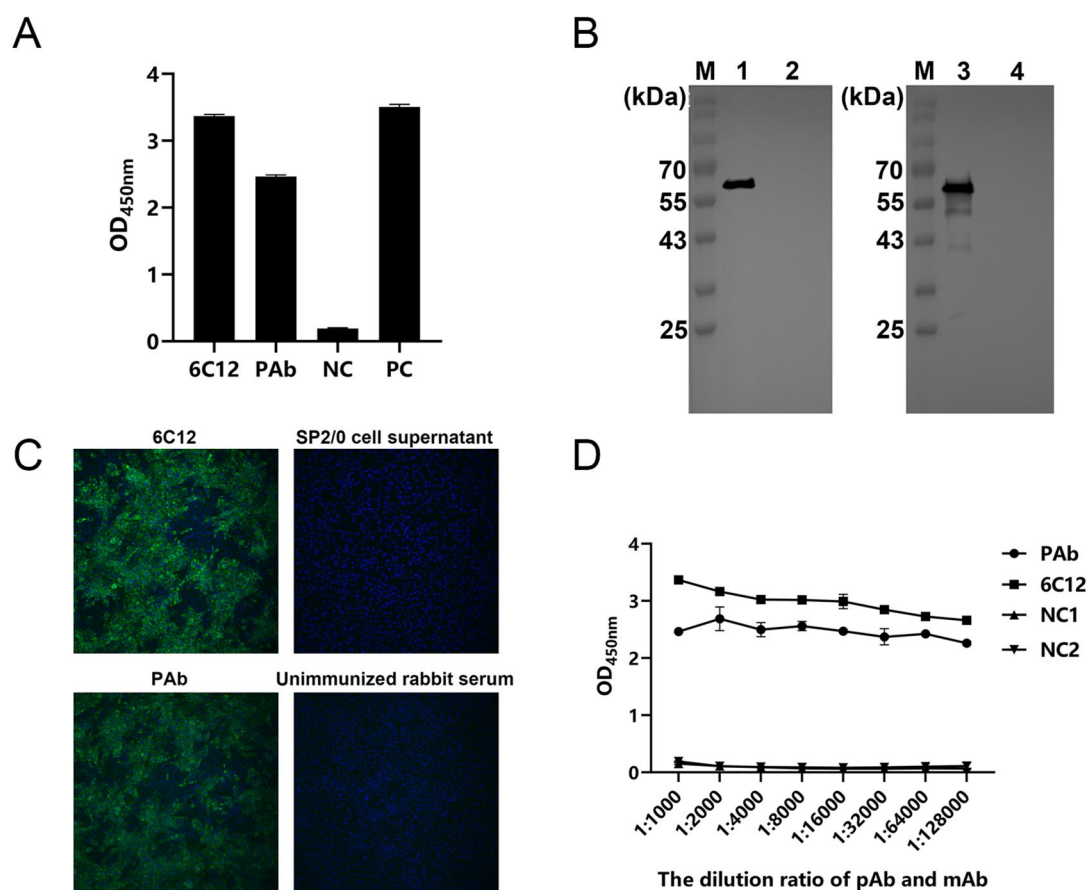 A
OD450nm
4
3
2
1
0
6C12 PAb NC PC
B
M 1 2
(kDa)
70
55
43
25
M 3 4
(kDa)
70
55
43
25
C
6C12
SP2/0 cell supernatant
PAb
Unimmunized rabbit serum
D
OD450nm
4
3
2
1
0
1:1000 1:2000 1:4000 1:8000 1:16000 1:32000 1:64000 1:128000
The dilution ratio of pAb and mAb
PAb
6C12
NC1
NC2